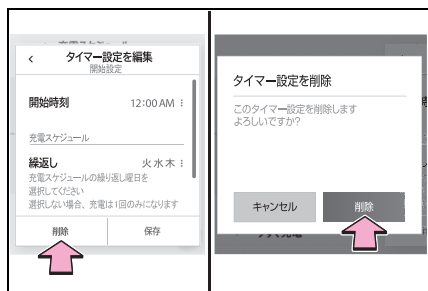 タイマー設定を編集
開始設定
開始時刻 12:00 AM
充電スケジュール
繰返し 火水木
充電スケジュールの繰り返し曜日を
選択してください
選択しない場合、充電は1回のみになります
削除 保存
タイマー設定を削除
このタイマー設定を削除します
よろしいですか?
キャンセル 削除